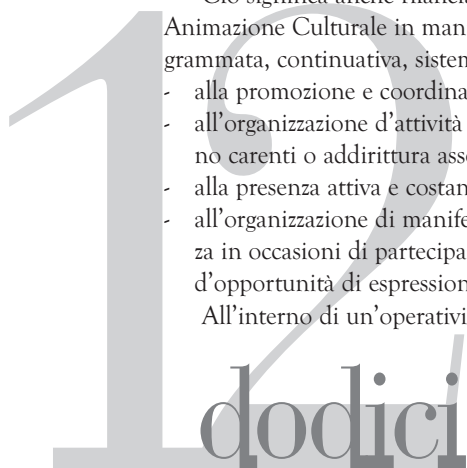 Animazione Culturale in man
grammata, continuativa, sistem
- alla promozione e coordina
- all'organizzazione d'attività
no carenti o addirittura ass
- alla presenza attiva e costan
- all'organizzazione di manife
za in occasioni di partecipa
d'opportunità di espression
All'interno di un'operativi
12
dodici